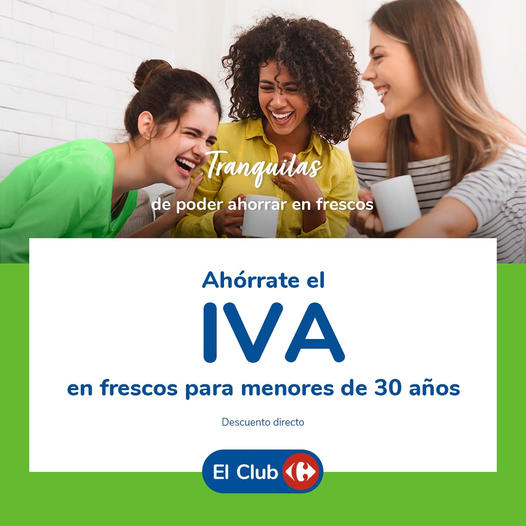 Tranquilas
de poder ahorrar en frescos
Ahórrate el
IVA
en frescos para menores de 30 años
Descuento directo
El Club